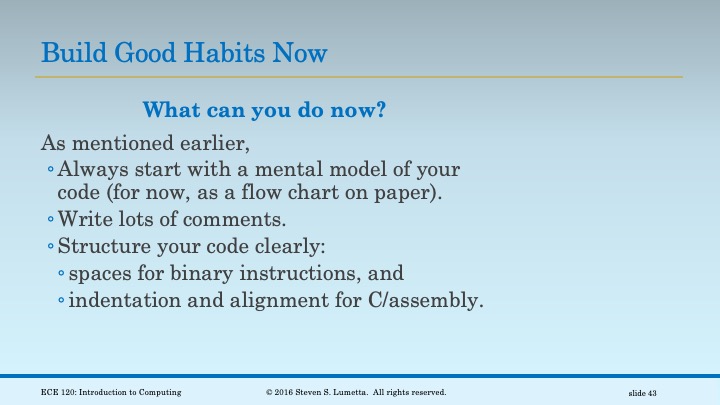 Build Good Habits Now
What can you do now?
As mentioned earlier,
◦Always start with a mental model of your
code (for now, as a flow chart on paper).
◦Write lots of comments.
◦Structure your code clearly:
◦spaces for binary instructions, and
◦indentation and alignment for C/assembly.
ECE 120: Introduction to Computing © 2016 Steven S. Lumetta. All rights reserved. slide 43